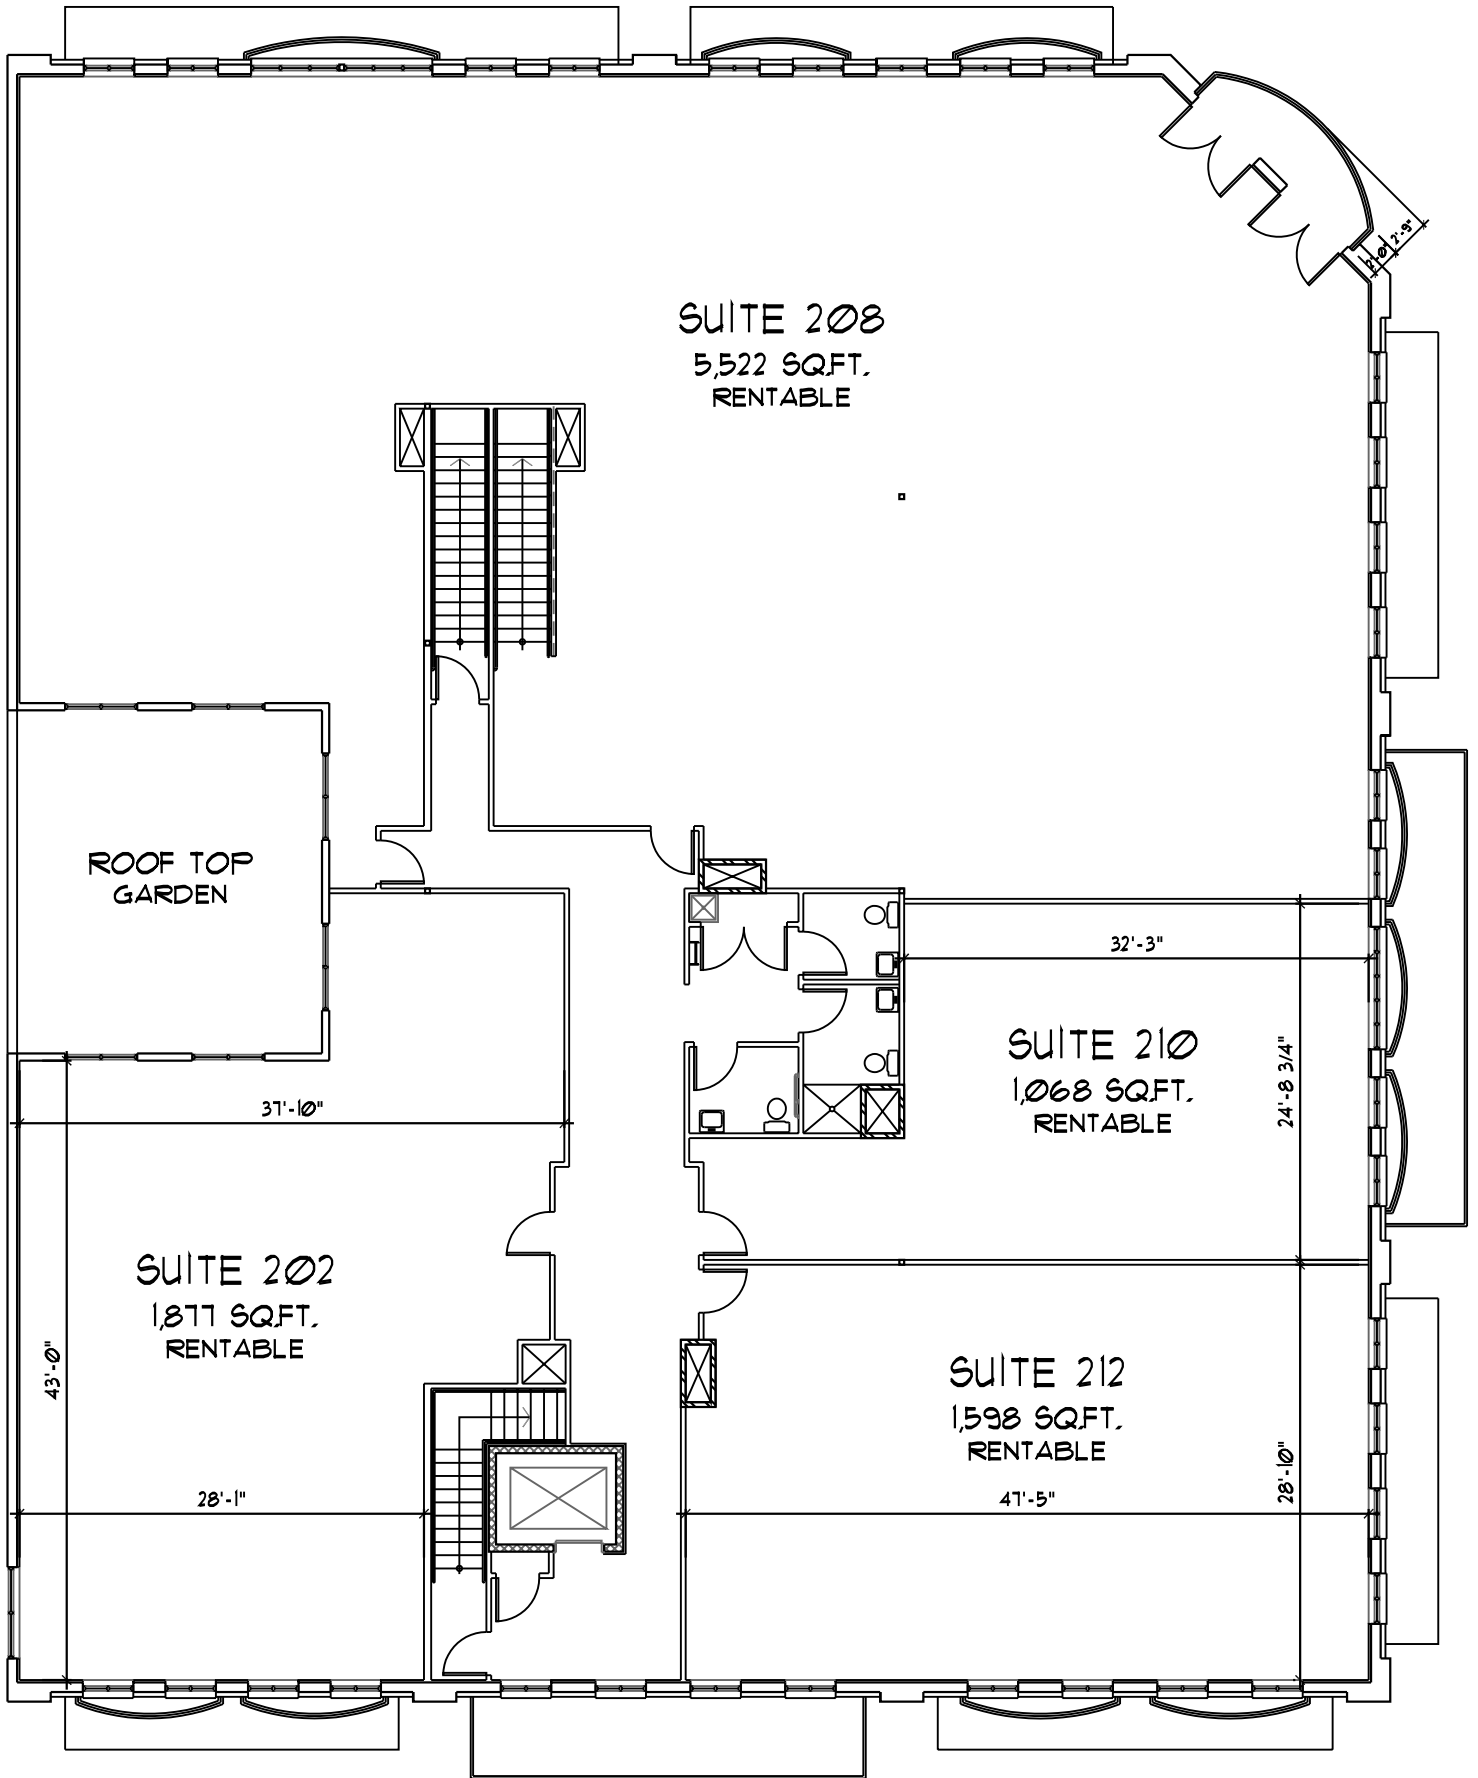 2'-9"
2'-0"
SUITE 208
5,522 SQ.FT.
RENTABLE
ROOF TOP
GARDEN
32'-3"
SUITE 210
1,068 SQ.FT.
RENTABLE
24'-8 3/4"
37'-10"
SUITE 202
1,877 SQ.FT.
RENTABLE
43'-0"
SUITE 212
1,598 SQ.FT.
RENTABLE
28'-10"
28'-1"
47'-5"